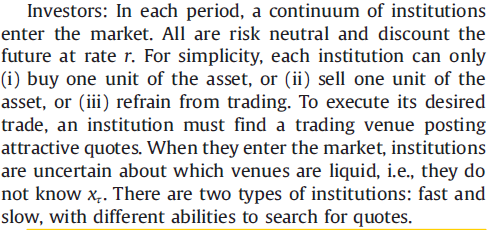 Investors: In each period, a continuum of institutions
enter the market. All are risk neutral and discount the
future at rate r. For simplicity, each institution can only
(i) buy one unit of the asset, or (ii) sell one unit of the
asset, or (iii) refrain from trading. To execute its desired
trade, an institution must find a trading venue posting
attractive quotes. When they enter the market, institutions
are uncertain about which venues are liquid, i.e., they do
not know xτ. There are two types of institutions: fast and
slow, with different abilities to search for quotes.